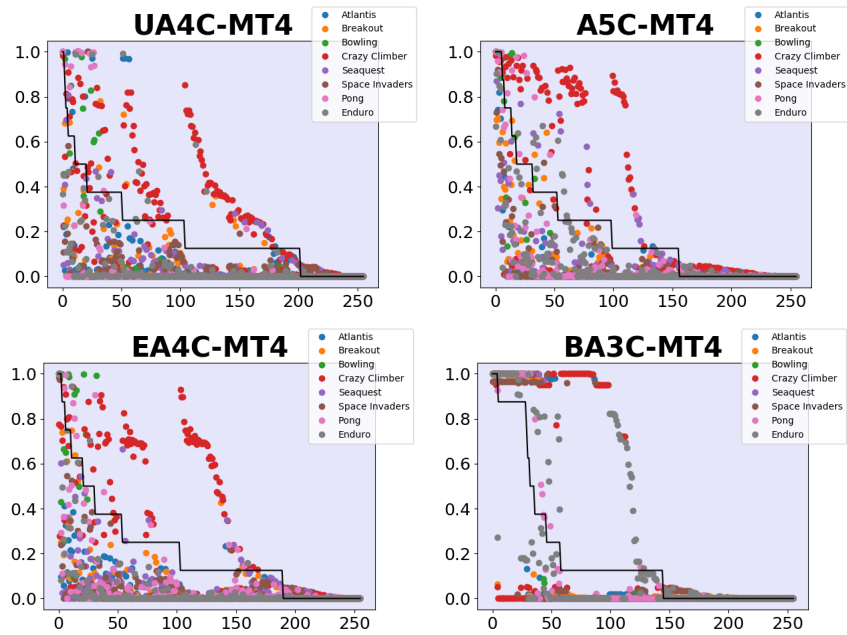 UA4C-MT4
Atlantis
Breakout
Bowling
Crazy Climber
Seaquest
Space Invaders
Pong
Enduro
1.0
0.8
0.6
0.4
0.2
0.0
0 50 100 150 200 250
A5C-MT4
Atlantis
Breakout
Bowling
Crazy Climber
Seaquest
Space Invaders
Pong
Enduro
1.0
0.8
0.6
0.4
0.2
0.0
0 50 100 150 200 250
EA4C-MT4
Atlantis
Breakout
Bowling
Crazy Climber
Seaquest
Space Invaders
Pong
Enduro
1.0
0.8
0.6
0.4
0.2
0.0
0 50 100 150 200 250
BA3C-MT4
Atlantis
Breakout
Bowling
Crazy Climber
Seaquest
Space Invaders
Pong
Enduro
1.0
0.8
0.6
0.4
0.2
0.0
0 50 100 150 200 250